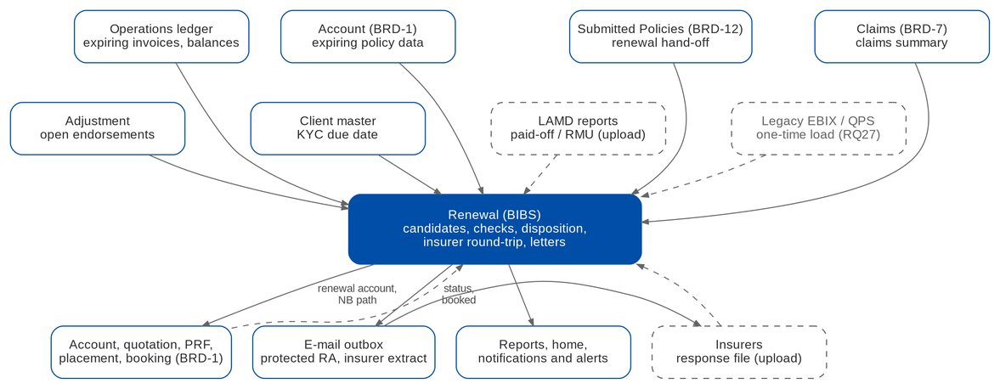 Operations ledger
expiring invoices, balances
Account (BRD-1)
expiring policy data
Submitted Policies (BRD-12)
renewal hand-off
Claims (BRD-7)
claims summary
Adjustment
open endorsements
Client master
KYC due date
LAMD reports
paid-off / RMU (upload)
Legacy EBIX / QPS
one-time load (RQ27)
Renewal (BIBS)
candidates, checks, disposition,
insurer round-trip, letters
renewal account,
NB path
status,
booked
Account, quotation, PRF,
placement, booking (BRD-1)
E-mail outbox
protected RA, insurer extract
Reports, home,
notifications and alerts
Insurers
response file (upload)